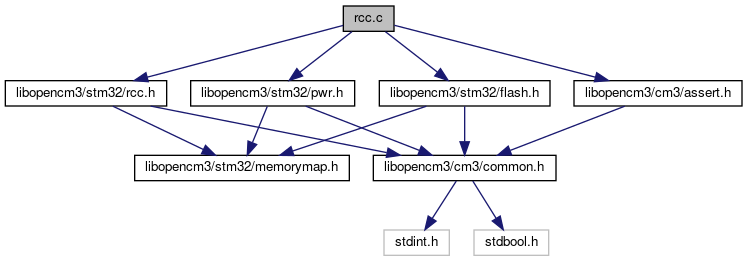 rcc.c
libopencm3/stm32/rcc.h
libopencm3/stm32/pwr.h
libopencm3/stm32/flash.h
libopencm3/cm3/assert.h
libopencm3/stm32/memorymap.h
libopencm3/cm3/common.h
stdint.h
stdbool.h